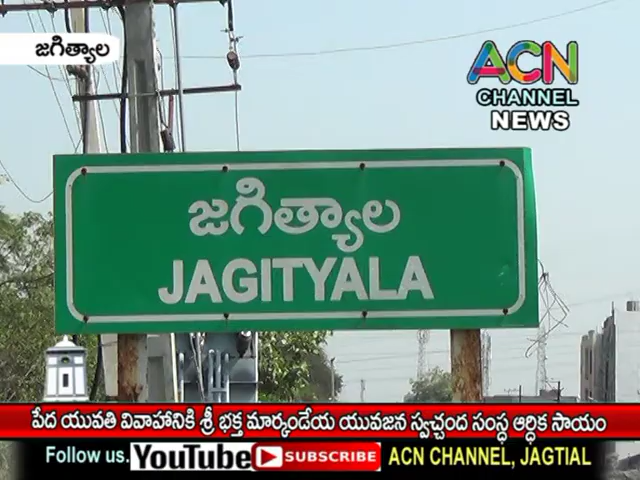 జగిత్యాల
ACN
CHANNEL
NEWS
జగిత్యాల
JAGITYALA
పేద యువతి వివాహానికి శ్రీ భక్త మార్కండేయ యువజన స్వచ్చంద సంస్థ ఆర్ధిక సాయం
Follow us. YouTube SUBSCRIBE ACN CHANNEL, JAGTIAL